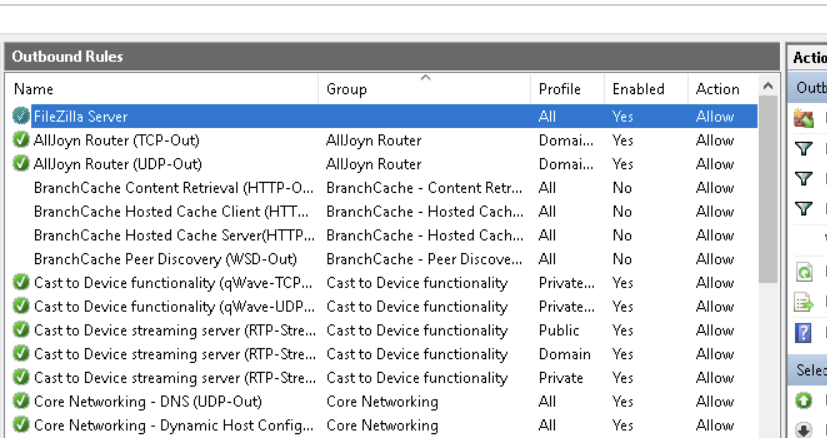 Outbound Rules
Actio
Name Group Profile Enabled Action
Outb
FileZilla Server All Yes Allow
AllJoyn Router (TCP-Out) AllJoyn Router Domai... Yes Allow
AllJoyn Router (UDP-Out) AllJoyn Router Domai... Yes Allow
BranchCache Content Retrieval (HTTP-O... BranchCache - Content Retr... All No Allow
BranchCache Hosted Cache Client (HTT... BranchCache - Hosted Cach... All No Allow
BranchCache Hosted Cache Server(HTTP... BranchCache - Hosted Cach... All No Allow
BranchCache Peer Discovery (WSD-Out) BranchCache - Peer Discove... All No Allow
Cast to Device functionality (qWave-TCP... Cast to Device functionality Private... Yes Allow
Cast to Device functionality (qWave-UDP... Cast to Device functionality Private... Yes Allow
Cast to Device streaming server (RTP-Stre... Cast to Device functionality Public Yes Allow
Cast to Device streaming server (RTP-Stre... Cast to Device functionality Domain Yes Allow
Cast to Device streaming server (RTP-Stre... Cast to Device functionality Private Yes Allow
Selec
Core Networking - DNS (UDP-Out) Core Networking All Yes Allow
Core Networking - Dynamic Host Config... Core Networking All Yes Allow